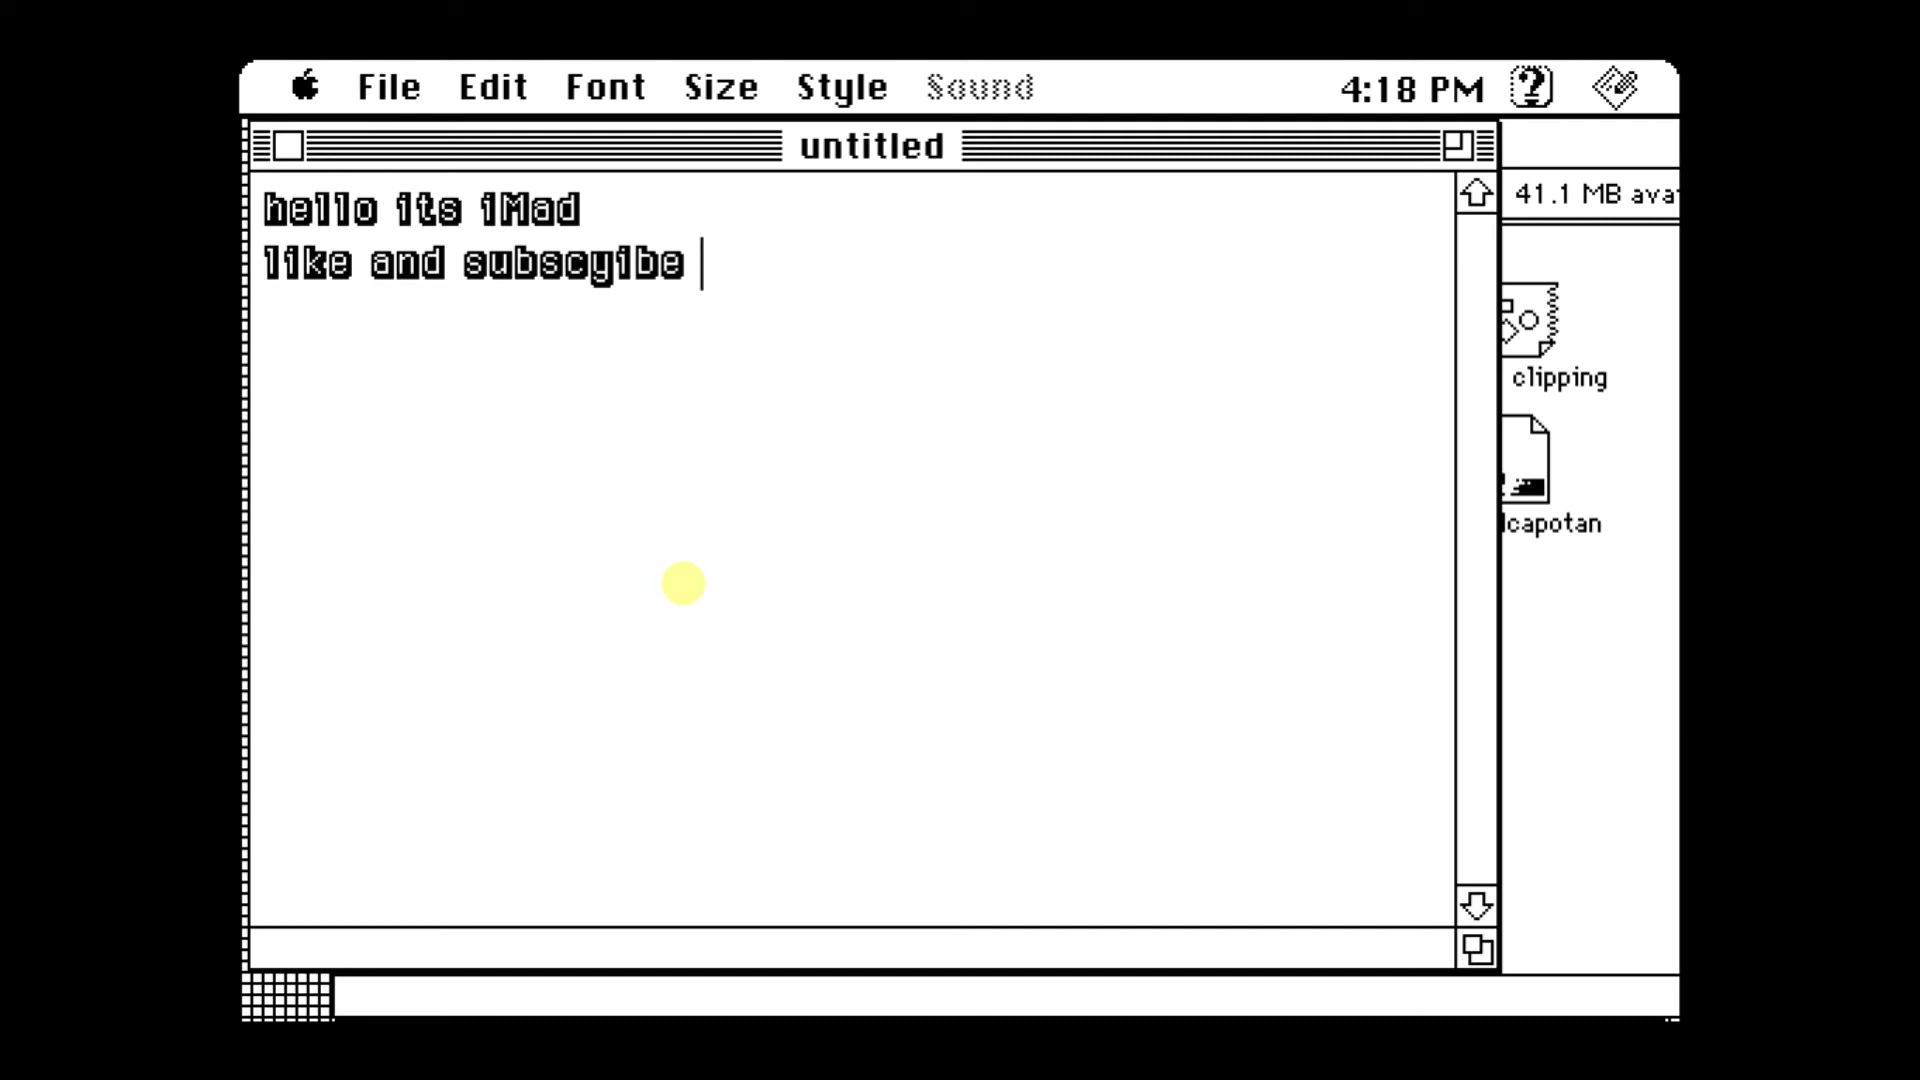 File Edit Font Size Style Sound 4:18 PM
untitled
hello its iMad
like and subscyibe
41.1 MB ava
clipping
capotan